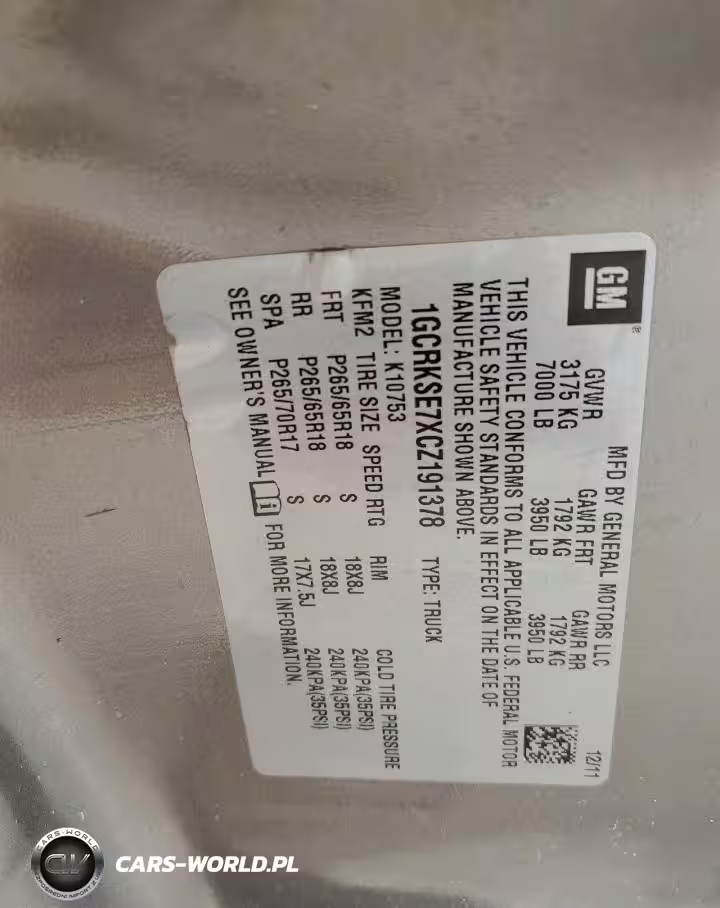 GM
MFD BY GENERAL MOTORS LLC
12/11
GVWR GAWR FRT GAWR RR
3175 KG 1792 KG 1792 KG
7000 LB 3950 LB 3950 LB
THIS VEHICLE CONFORMS TO ALL APPLICABLE U.S. FEDERAL MOTOR
VEHICLE SAFETY STANDARDS IN EFFECT ON THE DATE OF
MANUFACTURE SHOWN ABOVE.
1GCRKSE7XCZ191378 TYPE: TRUCK
MODEL: K10753
KFM2 TIRE SIZE SPEED RTG RIM COLD TIRE PRESSURE
FRT P265/65R18 S 18X8J 240KPA(35PSI)
RR P265/65R18 S 18X8J 240KPA(35PSI)
SPA P265/70R17 S 17X7.5J 240KPA(35PSI)
SEE OWNER'S MANUAL FOR MORE INFORMATION.
CARS-WORLD
CARS-WORLD.PL